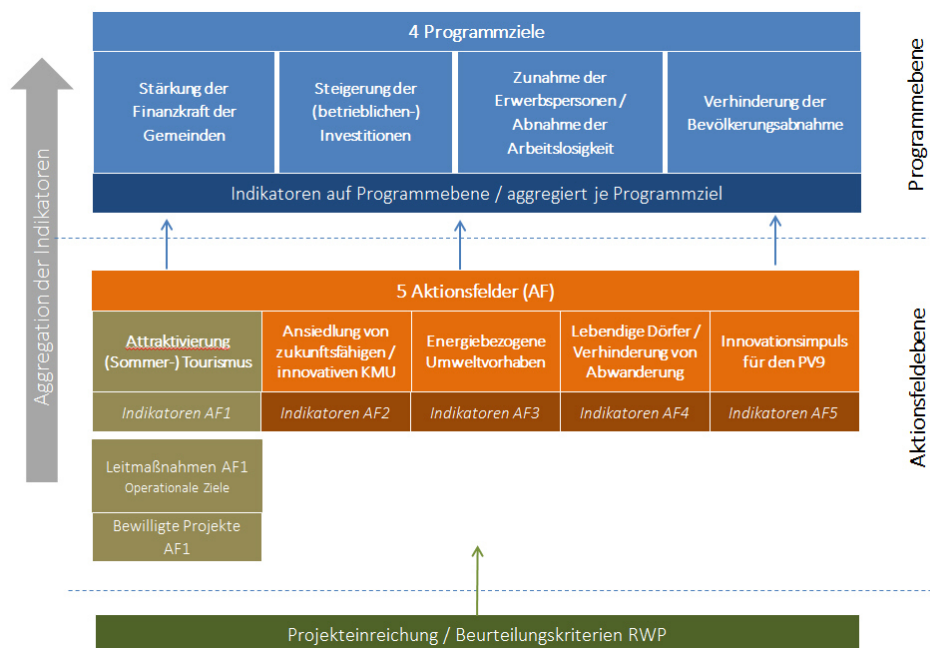 4 Programmziele
Stärkung der
Finanzkraft der
Gemeinden
Steigerung der
(betrieblichen-)
Investitionen
Zunahme der
Erwerbspersonen /
Abnahme der
Arbeitslosigkeit
Verhinderung der
Bevölkerungsabnahme
Indikatoren auf Programmebene / aggregiert je Programmziel
Programmebene
Aggregation der Indikatoren
5 Aktionsfelder (AF)
Attraktivierung
(Sommer-) Tourismus
Ansiedlung von
zukunftsfähigen /
innovativen KMU
Energiebezogene
Umweltvorhaben
Lebendige Dörfer /
Verhinderung von
Abwanderung
Innovationsimpuls
für den PV9
Indikatoren AF1
Indikatoren AF2
Indikatoren AF3
Indikatoren AF4
Indikatoren AF5
Aktionsfeldebene
Leitmaßnahmen AF1
Operationale Ziele
Bewilligte Projekte
AF1
Projekteinreichung / Beurteilungskriterien RWP